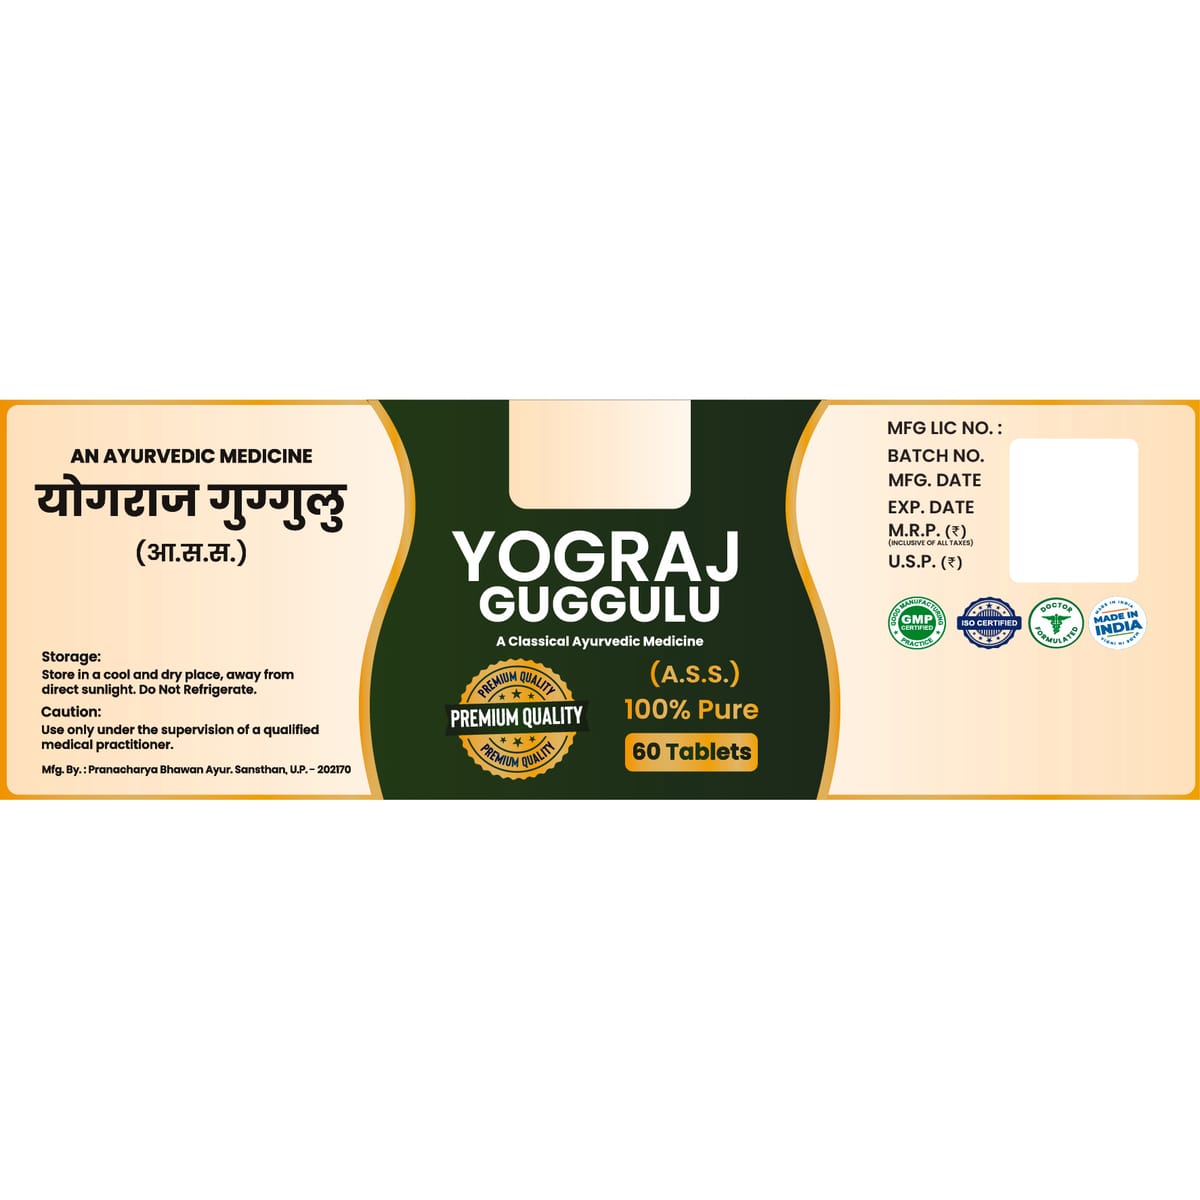 AN AYURVEDIC MEDICINE
योगराज गुग्गुलु
(आ.स.स.)
Storage:
Store in a cool and dry place, away from
direct sunlight. Do Not Refrigerate.
Caution:
Use only under the supervision of a qualified
medical practitioner.
Mfg. By. : Pranacharya Bhawan Ayur. Sansthan, U.P. - 202170
YOGRAJ
GUGGULU
A Classical Ayurvedic Medicine
PREMIUM QUALITY
PREMIUM QUALITY
PREMIUM QUALITY
(A.S.S.)
100% Pure
60 Tablets
MFG LIC NO. :
BATCH NO.
MFG. DATE
EXP. DATE
M.R.P. (₹)
(INCLUSIVE OF ALL TAXES)
U.S.P. (₹)
GOOD MANUFACTURING
GMP
CERTIFIED
PRACTICE
ISO CERTIFIED
DOCTOR
FORMULATED
MADE IN INDIA
MADE IN
INDIA